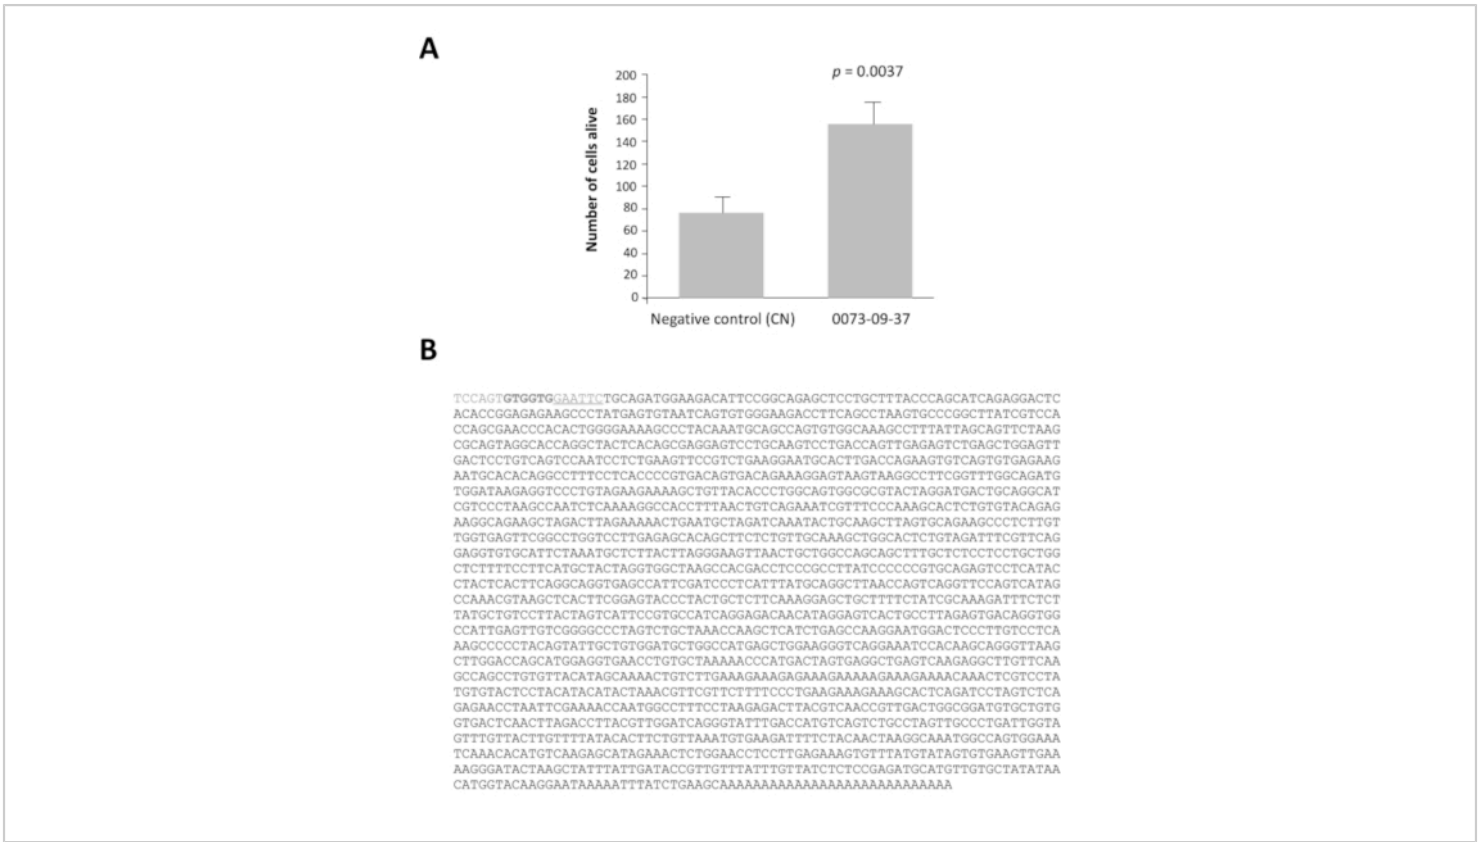 A
p = 0.0037
Number of cells alive
200
180
160
140
120
100
80
60
40
20
0
Negative control (CN)
0073-09-37
B
TCCAGTGTGGTGGAATTCTGCAGATGGAAGACATTCCGGCAGAGCTCCTGCTTTACCCAGCATCAGAGGACTC
ACACCGGAGAGAAGCCCTATGAGTGTAATCAGTGTGGGAAGACCTTCAGCCTAAGTGCCCGGCTTATCGTCCA
CCAGCGAACCCACACTGGGGAAAAGCCCTACAAATGCAGCCAGTGTGGCAAAGCCTTTATTAGCAGTTCTAAG
CGCAGTAGGCACCAGGCTACTCACAGCGAGGAGTCCTGCAAGTCCTGACCAGTTGAGAGTCTGAGCTGGAGTT
GACTCCTGTCAGTCCAATCCTCTGAAGTTCCGTCTGAAGGAATGCACTTGACCAGAAGTGTCAGTGTGAGAAG
AATGCACACAGGCCTTTCCTCACCCCGTGACAGTGACAGAAAGGAGTAAGTAAGGCCTTCGGTTTGGCAGATG
TGGATAAGAGGTCCCTGTAGAAGAAAAGCTGTTACACCCTGGCAGTGGCGCGTACTAGGATGACTGCAGGCAT
CGTCCCTAAGCCAATCTCAAAAGGCCACCTTTAACTGTCAGAAATCGTTTCCCAAAGCACTCTGTGTACAGAG
AAGGCAGAAGCTAGACTTAGAAAAACTGAATGCTAGATCAAATACTGCAAGCTTAGTGCAGAAGCCCTCTTGT
TGGTGAGTTCGGCCTGGTCCTTGAGAGCACAGCTTCTCTGTTGCAAAGCTGGCACTCTGTAGATTTCGTTCAG
GAGGTGTGCATTCTAAATGCTCTTACTTAGGGAAGTTAACTGCTGGCCAGCAGCTTTGCTCTCCTCCTGCTGG
CTCTTTTCCTTCATGCTACTAGGTGGCTAAGCCACGACCTCCCGCCTTATCCCCCCGTGCAGAGTCCTCATAC
CTACTCACTTCAGGCAGGTGAGCCATTCGATCCCTCATTTATGCAGGCTTAACCAGTCAGGTTCCAGTCATAG
CCAAACGTAAGCTCACTTCGGAGTACCCTACTGCTCTTCAAAGGAGCTGCTTTTCTATCGCAAAGATTTCTCT
TATGCTGTCCTTACTAGTCATTCCGTGCCATCAGGAGACAACATAGGAGTCACTGCCTTAGAGTGACAGGTGG
CCATTGAGTTGTCGGGGCCCTAGTCTGCTAAACCAAGCTCATCTGAGCCAAGGAATGGACTCCCTTGTCCTCA
AAGCCCCCTACAGTATTGCTGTGGATGCTGGCCATGAGCTGGAAGGGTCAGGAAATCCACAAGCAGGGTTAAG
CTTGGACCAGCATGGAGGTGAACCTGTGCTAAAAACCCATGACTAGTGAGGCTGAGTCAAGAGGCTTGTTCAA
GCCAGCCTGTGTTACATAGCAAAACTGTCTTGAAAGAAAGAGAAAGAAAAAGAAAGAAAACAAACTCGTCCTA
TGTGTACTCCTACATACATACTAAACGTTCGTTCTTTTCCCTGAAGAAAGAAAGCACTCAGATCCTAGTCTCA
GAGAACCTAATTCGAAAACCAATGGCCTTTCCTAAGAGACTTACGTCAACCGTTGACTGGCGGATGTGCTGTG
GTGACTCAACTTAGACCTTACGTTGGATCAGGGTATTTGACCATGTCAGTCTGCCTAGTTGCCCTGATTGGTA
GTTTGTTACTTGTTTTATACACTTCTGTTAAATGTGAAGATTTTCTACAACTAAGGCAAATGGCCAGTGGAAA
TCAAACACATGTCAAGAGCATAGAAACTCTGGAACCTCCTTGAGAAAGTGTTTATGTATAGTGTGAAGTTGAA
AAGGGATACTAAGCTATTTATTGATACCGTTGTTTATTTGTTATCTCTCCGAGATGCATGTTGTGCTATATAA
CATGGTACAAGGAATAAAAATTTATCTGAAGCAAAAAAAAAAAAAAAAAAAAAAAAAAAA